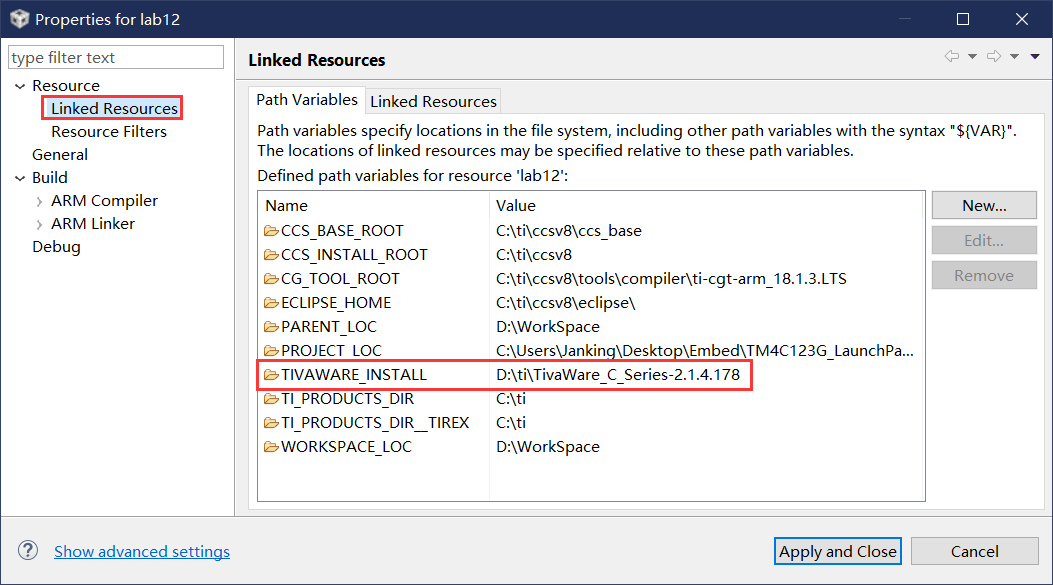 Properties for lab12
type filter text
Resource
Linked Resources
Resource Filters
General
Build
ARM Compiler
ARM Linker
Debug
Linked Resources
Path Variables
Linked Resources
Path variables specify locations in the file system, including other path variables with the syntax "${VAR}".
The locations of linked resources may be specified relative to these path variables.
Defined path variables for resource 'lab12':
Name Value
CCS_BASE_ROOT C:\ti\ccsv8\ccs_base
CCS_INSTALL_ROOT C:\ti\ccsv8
CG_TOOL_ROOT C:\ti\ccsv8\tools\compiler\ti-cgt-arm_18.1.3.LTS
ECLIPSE_HOME C:\ti\ccsv8\eclipse\
PARENT_LOC D:\WorkSpace
PROJECT_LOC C:\Users\Janking\Desktop\Embed\TM4C123G_LaunchPa...
TIVAWARE_INSTALL D:\ti\TivaWare_C_Series-2.1.4.178
TI_PRODUCTS_DIR C:\ti
TI_PRODUCTS_DIR__TIREX C:\ti
WORKSPACE_LOC D:\WorkSpace
New...
Edit...
Remove
Show advanced settings
Apply and Close
Cancel